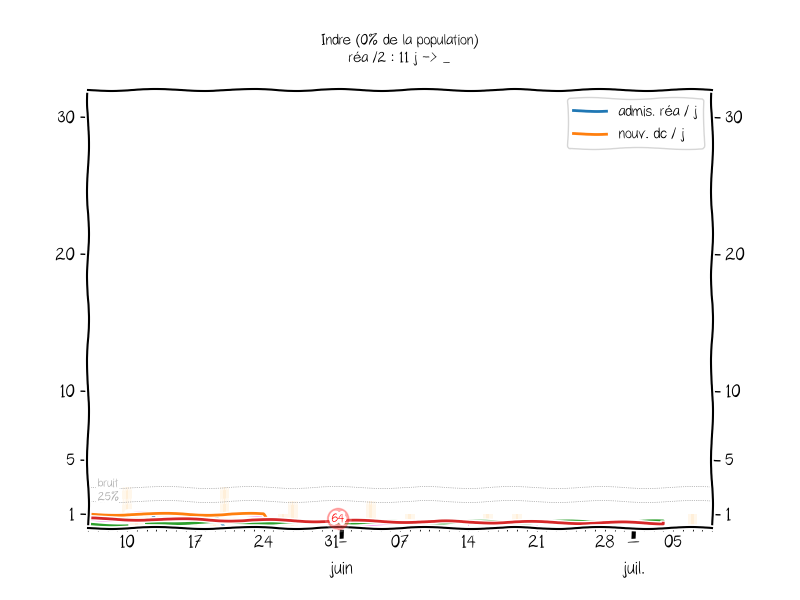 Indre (0% de la population)
réa /2 : 11 j -> _
admis. réa / j
nouv. dc / j
30
30
20
20
10
10
5
5
bruit
25%
1
1
64
10 17 24 31 07 14 21 28 05
juin juil.